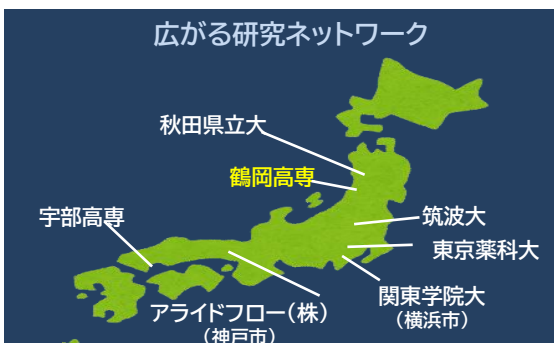 広がる研究ネットワーク
秋田県立大
鶴岡高専
宇部高専
筑波大
東京薬科大
関東学院大
（横浜市）
アライドフロー（株）
（神戸市）